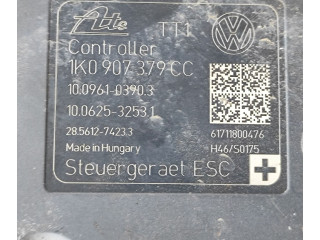 Ate TT1
Controller
1K0 907 379 CC
10.0961-0390.3
10.0625-3253.1
28.5612-7423.3 61711800476
Made in Hungary H46/S0175
Steuergeraet ESC